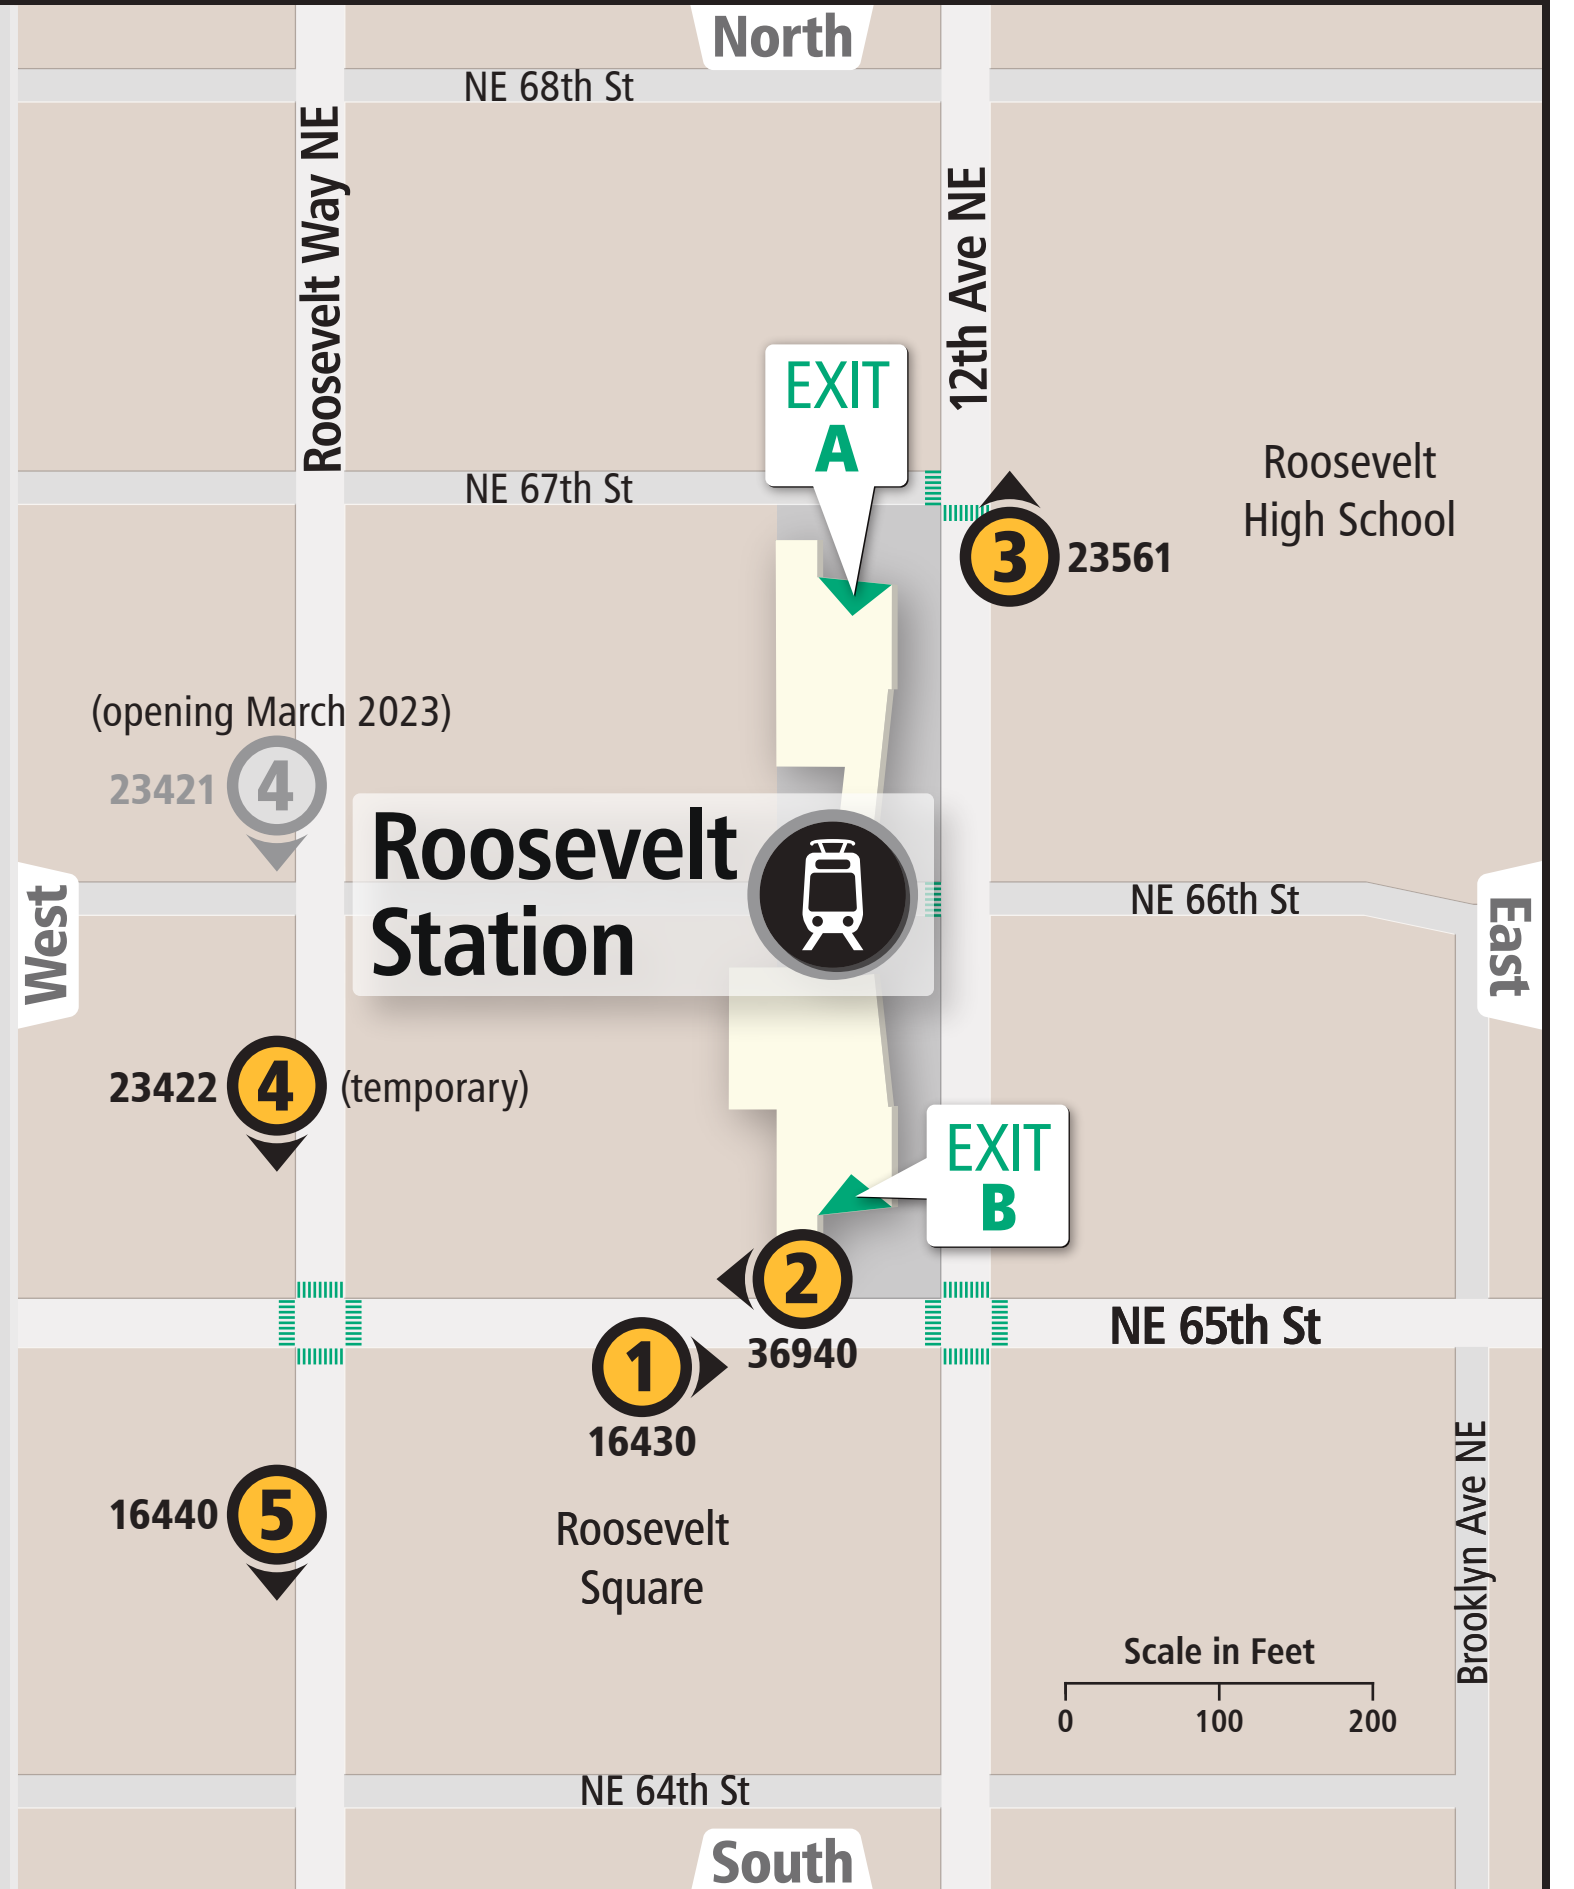 North
NE 68th St
Roosevelt Way NE
12th Ave NE
EXIT
A
NE 67th St
Roosevelt
High School
3
23561
(opening March 2023)
23421
4
Roosevelt
Station
NE 66th St
West
East
23422
4
(temporary)
EXIT
B
2
36940
NE 65th St
1
16430
16440
5
Roosevelt
Square
Brooklyn Ave NE
Scale in Feet
0 100 200
NE 64th St
South